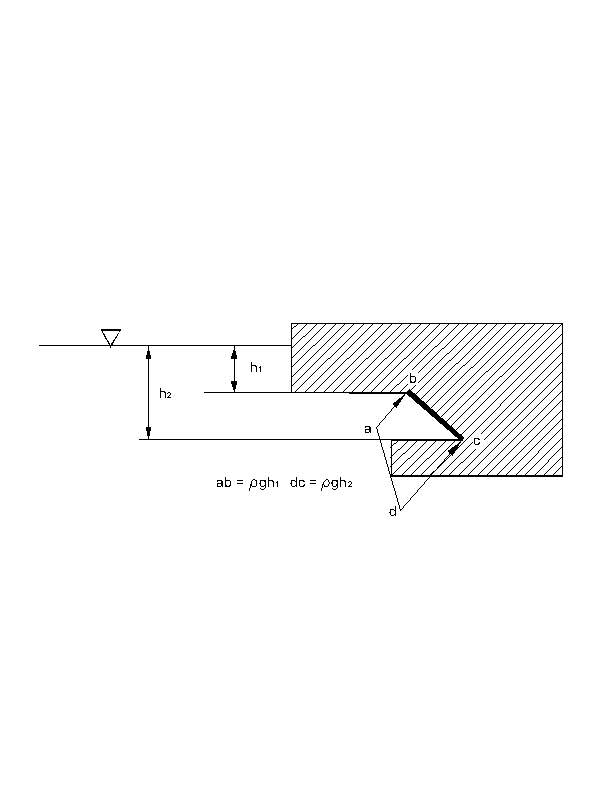 b
h₁
h₂
a
c
ab = ρgh₁ dc = ρgh₂
d